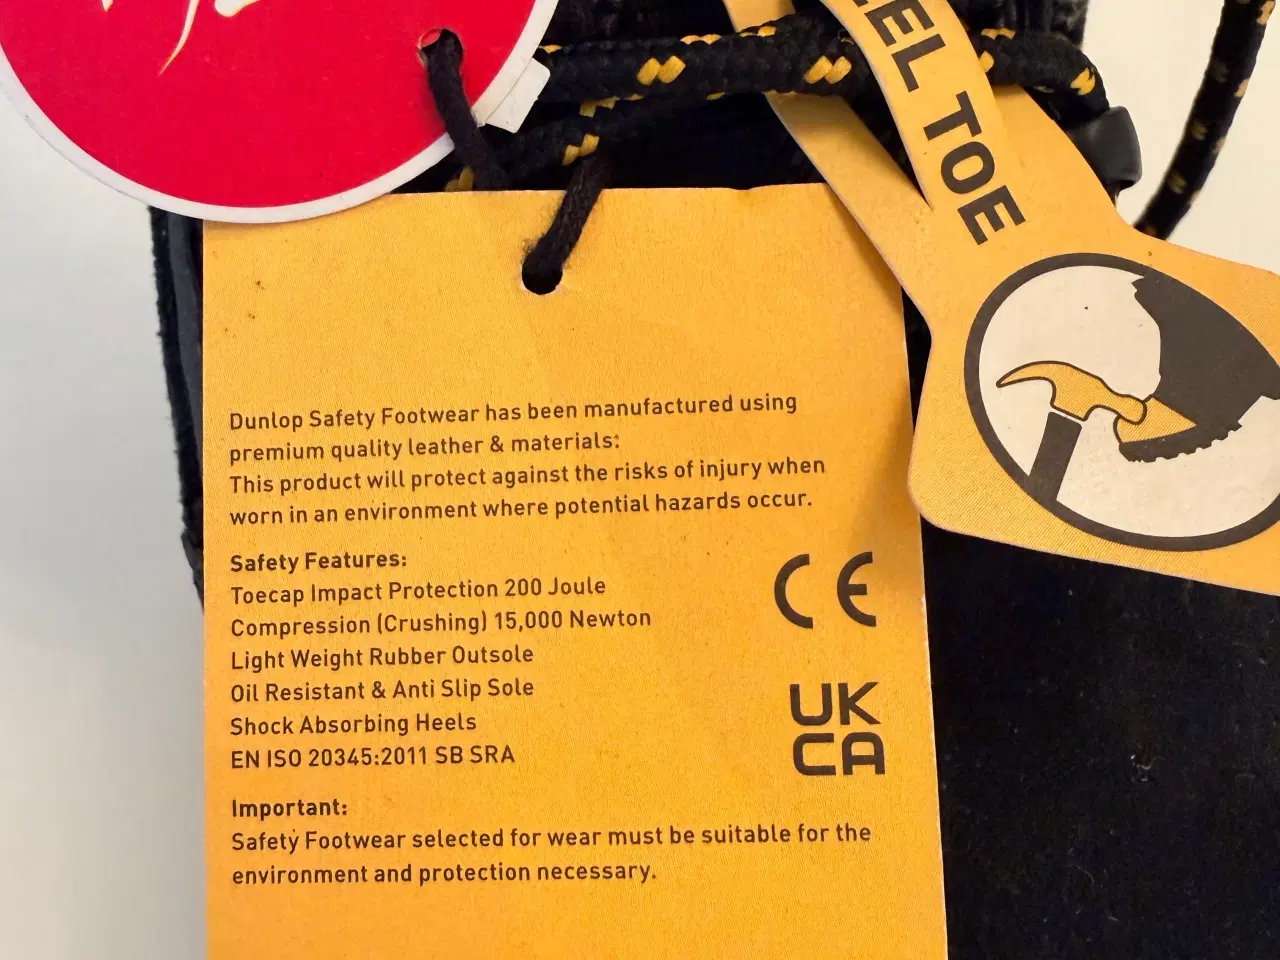 EEL TOE
Dunlop Safety Footwear has been manufactured using
premium quality leather & materials:
This product will protect against the risks of injury when
worn in an environment where potential hazards occur.
Safety Features:
Toecap Impact Protection 200 Joule
Compression (Crushing) 15,000 Newton
Light Weight Rubber Outsole
Oil Resistant & Anti Slip Sole
Shock Absorbing Heels
EN ISO 20345:2011 SB SRA
CE
UK
CA
Important:
Safety Footwear selected for wear must be suitable for the
environment and protection necessary.